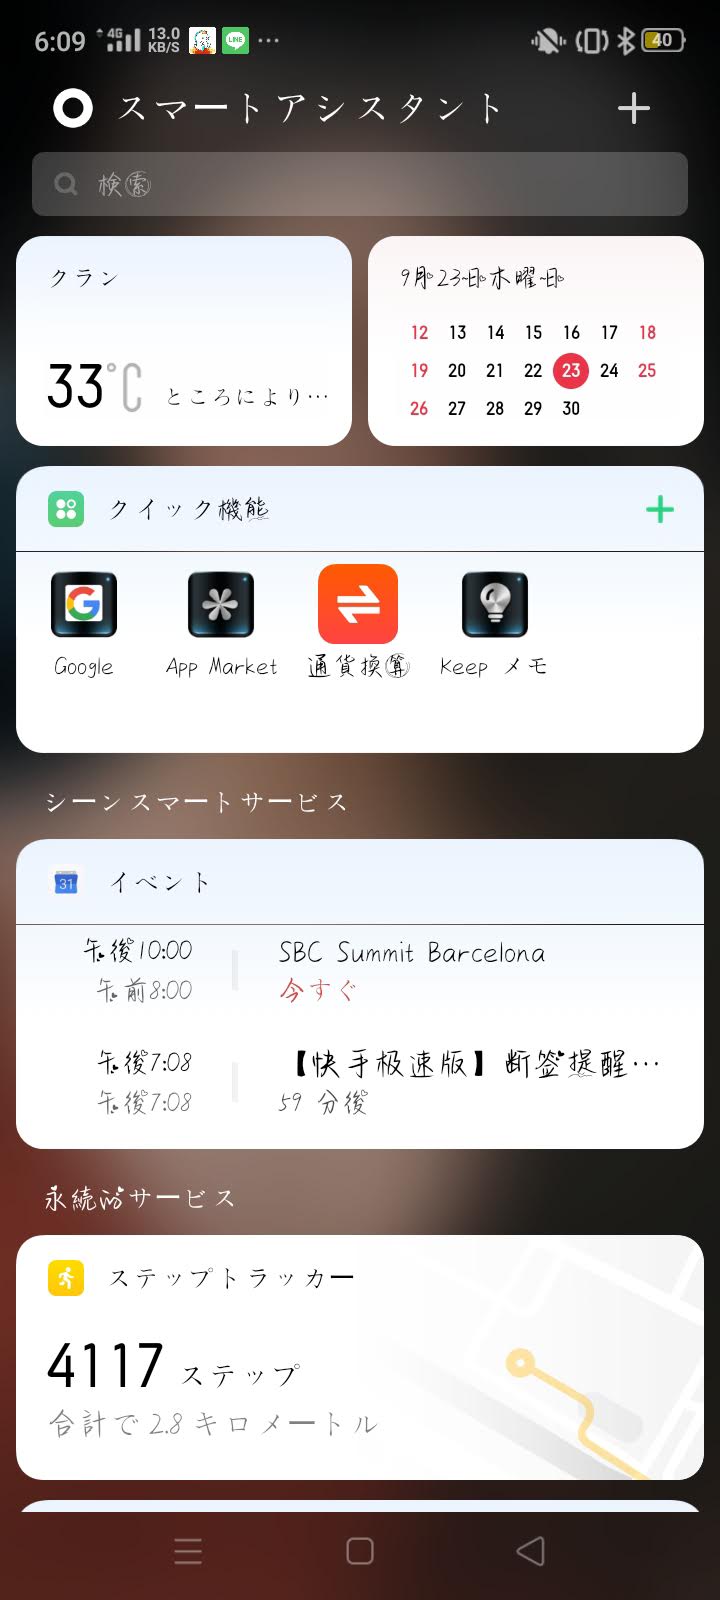 6:09 4G 13.0 KB/S LINE … 40
スマートアシスタント
検索
クラン
33°C ところにより…
9月23日木曜日
12 13 14 15 16 17 18
19 20 21 22 23 24 25
26 27 28 29 30
クイック機能
Google App Market 通貨換算 Keep メモ
シーンスマートサービス
31 イベント
午後10:00 SBC Summit Barcelona
午前8:00 今すぐ
午後7:08 【快手极速版】断签提醒…
午後7:08 59 分後
永続的サービス
ステップトラッカー
4117 ステップ
合計で 2.8 キロメートル